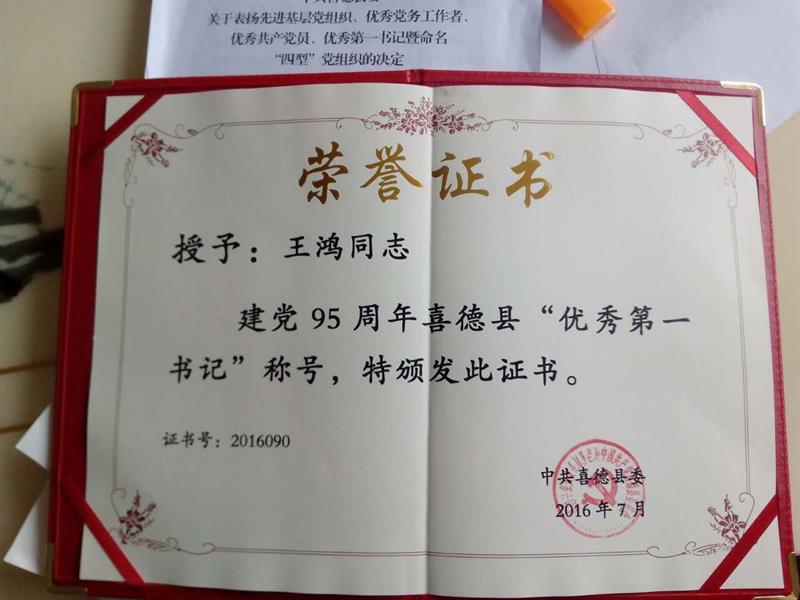 关于表扬先进基层党组织、优秀党务工作者、
优秀共产党员、优秀第一书记暨命名
“四型”党组织的决定
荣誉证书
授予：王鸿同志
建党95周年喜德县“优秀第一
书记”称号，特颁发此证书。
证书号：2016090
中共喜德县委
2016年7月